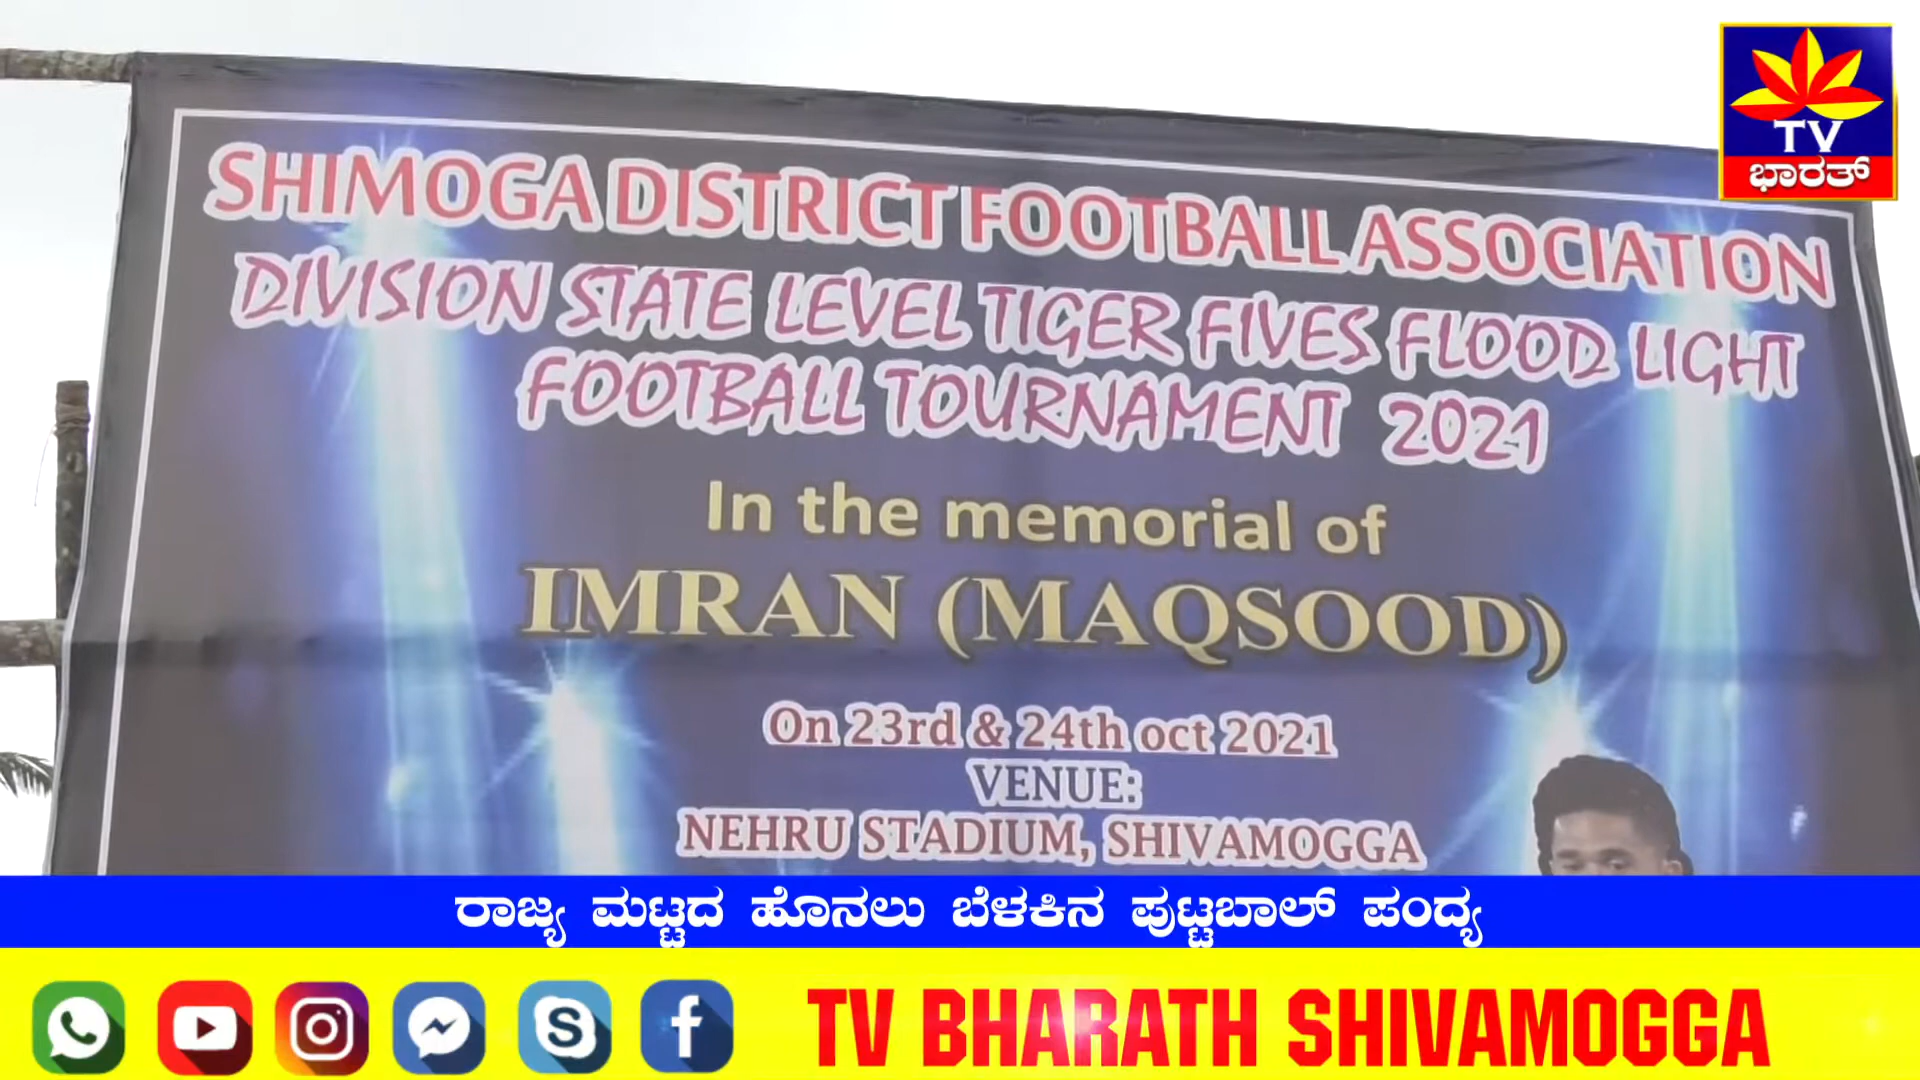 TV
ಭಾರತ್
SHIMOGA DISTRICT FOOTBALL ASSOCIATION
DIVISION STATE LEVEL TIGER FIVES FLOOD LIGHT
FOOTBALL TOURNAMENT 2021
In the memorial of
IMRAN (MAQSOOD)
On 23rd & 24th oct 2021
VENUE:
NEHRU STADIUM, SHIVAMOGGA
ರಾಜ್ಯ ಮಟ್ಟದ ಹೊನಲು ಬೆಳಕಿನ ಪುಟ್ಟಬಾಲ್ ಪಂದ್ಯ
TV BHARATH SHIVAMOGGA